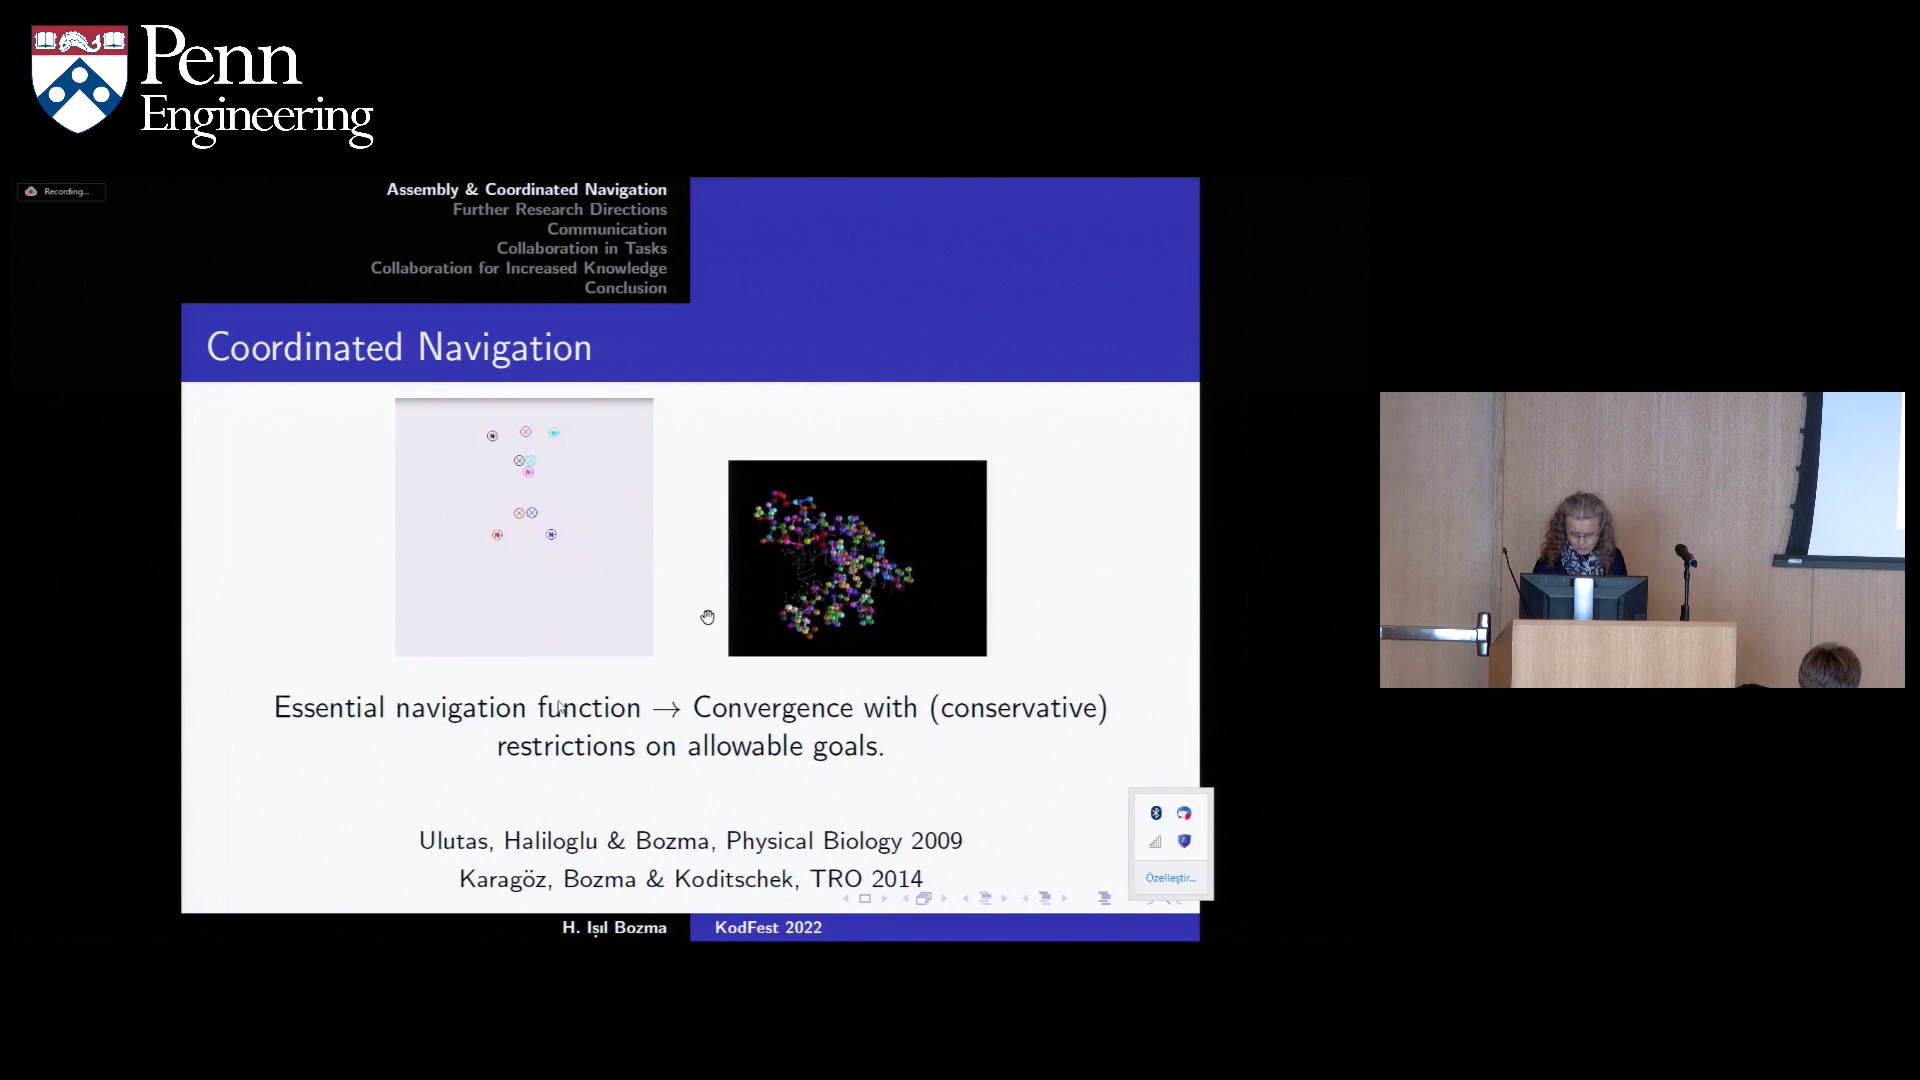 Penn
Engineering
Recording...
Assembly & Coordinated Navigation
Further Research Directions
Communication
Collaboration in Tasks
Collaboration for Increased Knowledge
Conclusion
Coordinated Navigation
N
N
N
N
N
Essential navigation function → Convergence with (conservative)
restrictions on allowable goals.
Ulutas, Haliloglu & Bozma, Physical Biology 2009
Karagöz, Bozma & Koditschek, TRO 2014
Özelleştir...
H. Işıl Bozma
KodFest 2022